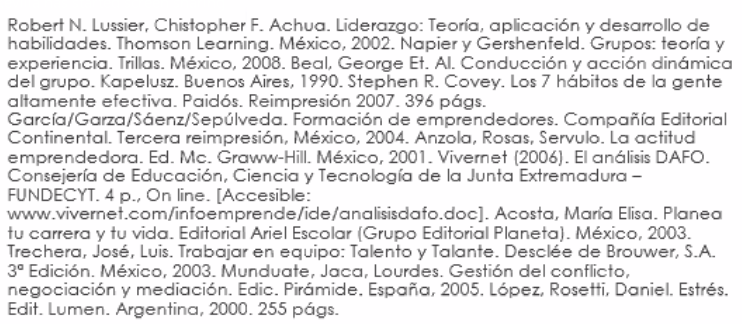 Robert N. Lussier, Chistopher F. Achua. Liderazgo: Teoría, aplicación y desarrollo de
habilidades. Thomson Learning. México, 2002. Napier y Gershenfeld. Grupos: teoría y
experiencia. Trillas. México, 2008. Beal, George Et. Al. Conducción y acción dinámica
del grupo. Kapelusz. Buenos Aires, 1990. Stephen R. Covey. Los 7 hábitos de la gente
altamente efectiva. Paidós. Reimpresión 2007. 396 págs.
García/Garza/Sáenz/Sepúlveda. Formación de emprendedores. Compañía Editorial
Continental. Tercera reimpresión, México, 2004. Anzola, Rosas, Servulo. La actitud
emprendedora. Ed. Mc. Graww-Hill. México, 2001. Vivernet (2006). El análisis DAFO.
Consejería de Educación, Ciencia y Tecnología de la Junta Extremadura –
FUNDECYT. 4 p., On line. [Accesible:
www.vivernet.com/infoemprende/ide/analisisdafo.doc]. Acosta, María Elisa. Planea
tu carrera y tu vida. Editorial Ariel Escolar (Grupo Editorial Planeta). México, 2003.
Trechera, José, Luis. Trabajar en equipo: Talento y Talante. Desclée de Brouwer, S.A.
3ª Edición. México, 2003. Munduate, Jaca, Lourdes. Gestión del conflicto,
negociación y mediación. Edic. Pirámide. España, 2005. López, Rosetti, Daniel. Estrés.
Edit. Lumen. Argentina, 2000. 255 págs.